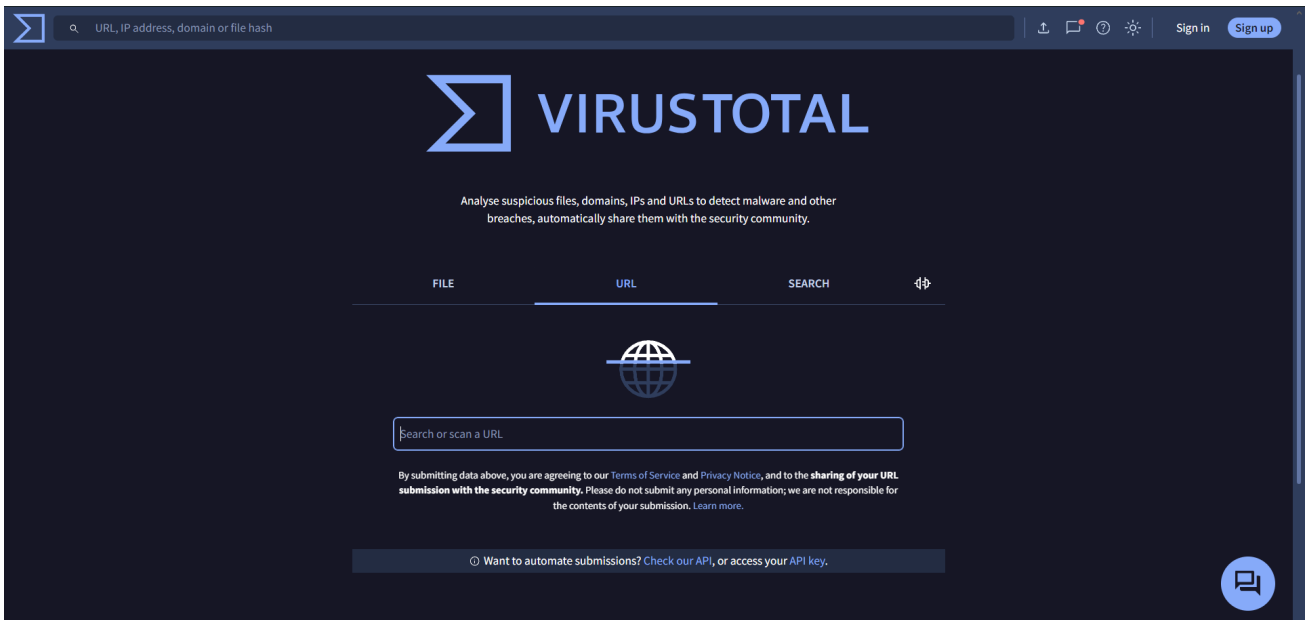 URL, IP address, domain or file hash
Sign in
Sign up
VIRUSTOTAL
Analyse suspicious files, domains, IPs and URLs to detect malware and other
breaches, automatically share them with the security community.
FILE
URL
SEARCH
Search or scan a URL
By submitting data above, you are agreeing to our Terms of Service and Privacy Notice, and to the sharing of your URL
submission with the security community. Please do not submit any personal information; we are not responsible for
the contents of your submission. Learn more.
Want to automate submissions? Check our API, or access your API key.